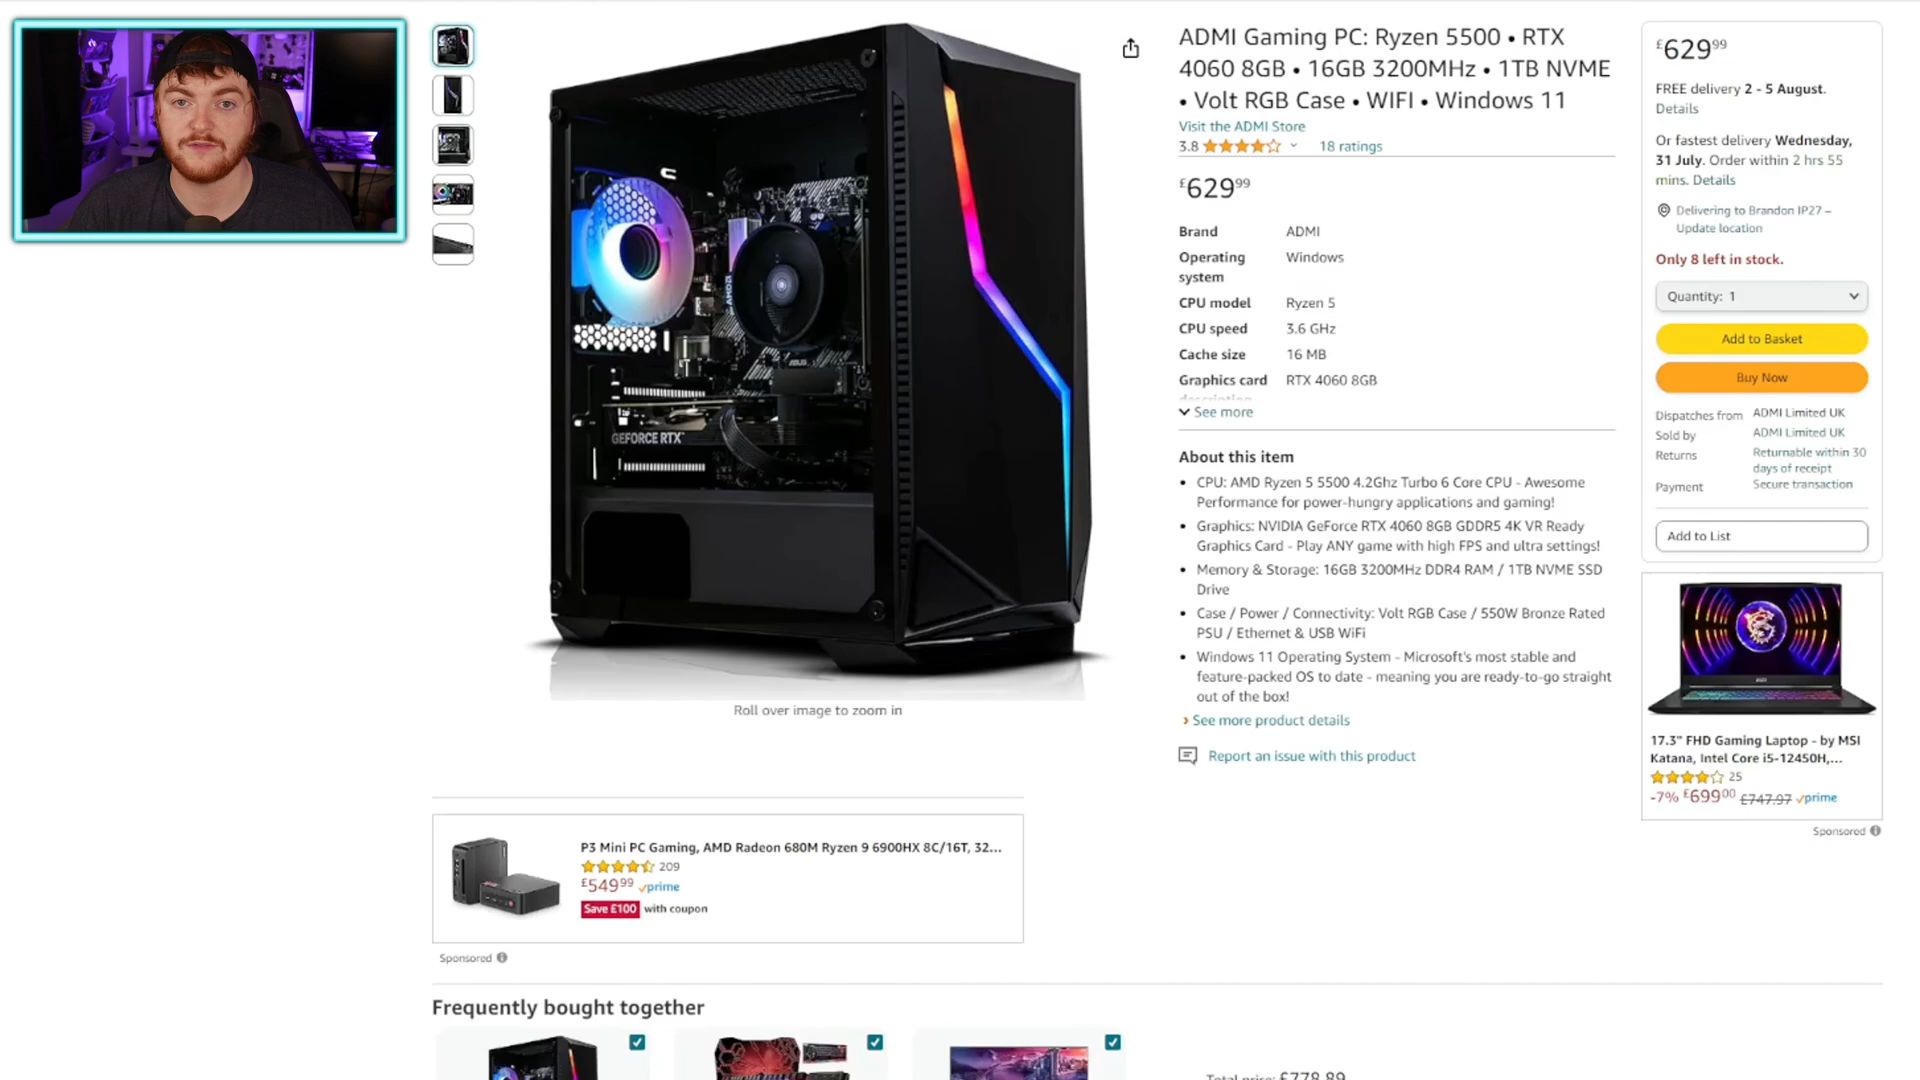 ADMI Gaming PC: Ryzen 5500 • RTX
4060 8GB • 16GB 3200MHz • 1TB NVME
• Volt RGB Case • WIFI • Windows 11
Visit the ADMI Store
3.8
18 ratings
£629⁹⁹
Brand ADMI
Operating system Windows
CPU model Ryzen 5
CPU speed 3.6 GHz
Cache size 16 MB
Graphics card description RTX 4060 8GB
See more
About this item
• CPU: AMD Ryzen 5 5500 4.2Ghz Turbo 6 Core CPU - Awesome
Performance for power-hungry applications and gaming!
• Graphics: NVIDIA GeForce RTX 4060 8GB GDDR5 4K VR Ready
Graphics Card - Play ANY game with high FPS and ultra settings!
• Memory & Storage: 16GB 3200MHz DDR4 RAM / 1TB NVME SSD
Drive
• Case / Power / Connectivity: Volt RGB Case / 550W Bronze Rated
PSU / Ethernet & USB WiFi
• Windows 11 Operating System - Microsoft's most stable and
feature-packed OS to date - meaning you are ready-to-go straight
out of the box!
› See more product details
Report an issue with this product
GEFORCE RTX
AMD
ASUS
Roll over image to zoom in
£629⁹⁹
FREE delivery 2 - 5 August.
Details
Or fastest delivery Wednesday,
31 July. Order within 2 hrs 55
mins. Details
Delivering to Brandon IP27 –
Update location
Only 8 left in stock.
Quantity: 1
Add to Basket
Buy Now
Dispatches from ADMI Limited UK
Sold by ADMI Limited UK
Returns Returnable within 30
days of receipt
Payment Secure transaction
Add to List
17.3" FHD Gaming Laptop - by MSI
Katana, Intel Core i5-12450H,...
25
-7% £699⁰⁰ £747.97 prime
Sponsored
P3 Mini PC Gaming, AMD Radeon 680M Ryzen 9 6900HX 8C/16T, 32...
209
£549⁹⁹ prime
Save £100 with coupon
Sponsored
Frequently bought together
Total price: £778.89